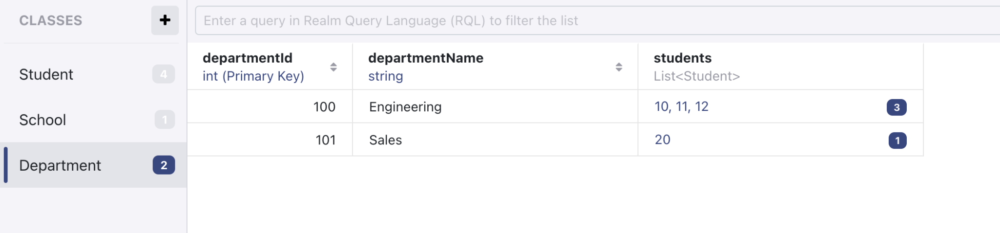 CLASSES
+
Enter a query in Realm Query Language (RQL) to filter the list
Student 4
School 1
Department 2
departmentId departmentName students
int (Primary Key) string List<Student>
100 Engineering 10, 11, 12 3
101 Sales 20 1